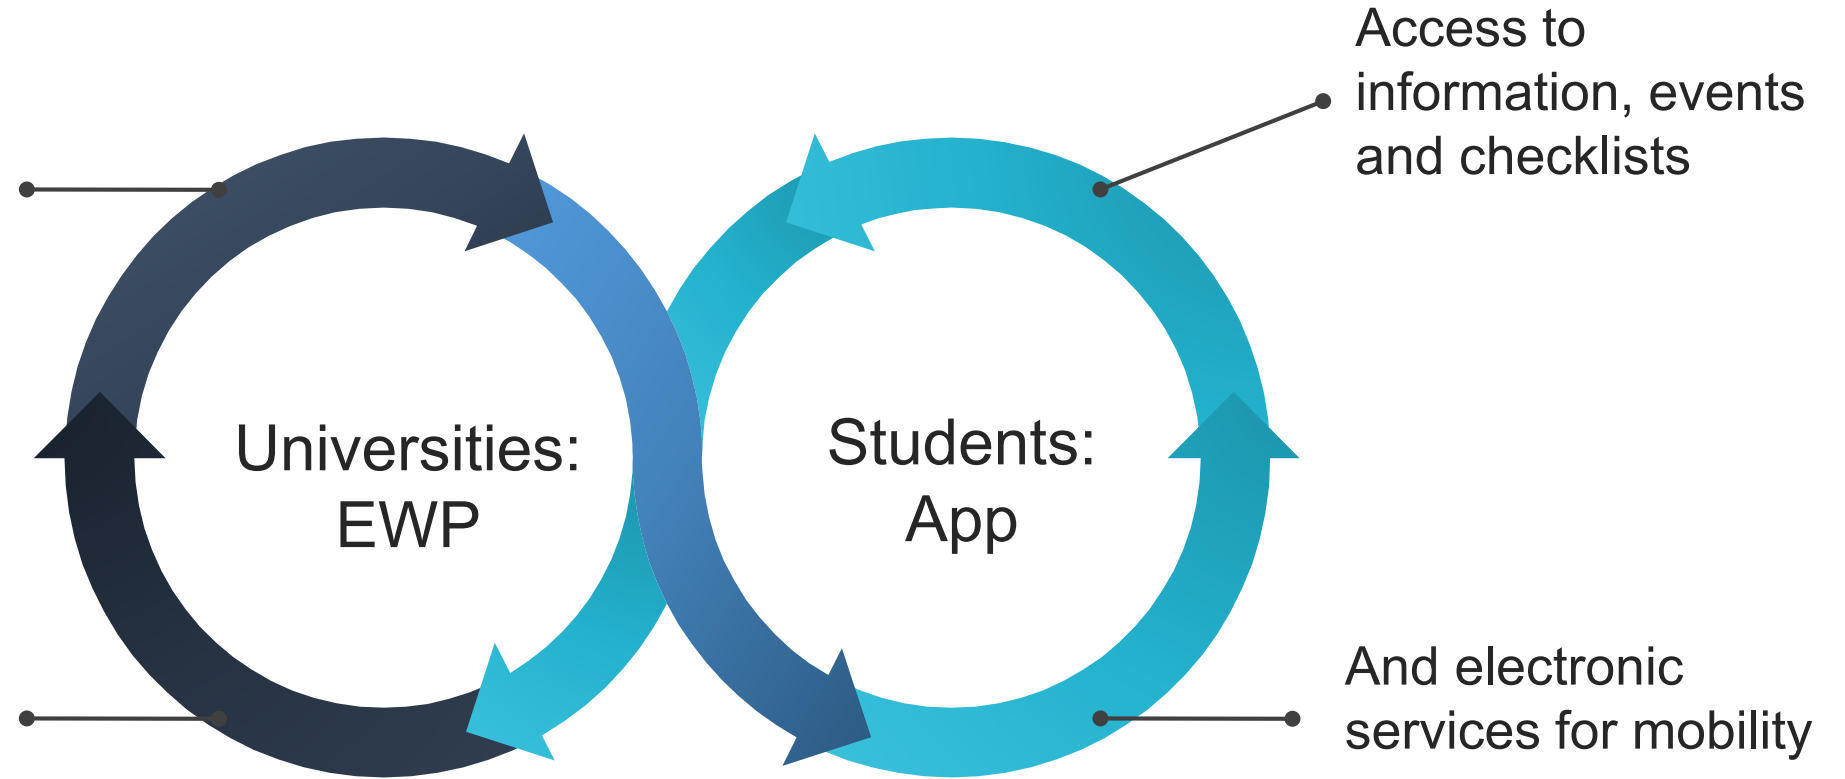 Access to
information, events
and checklists
Universities:
EWP
Students:
App
And electronic
services for mobility